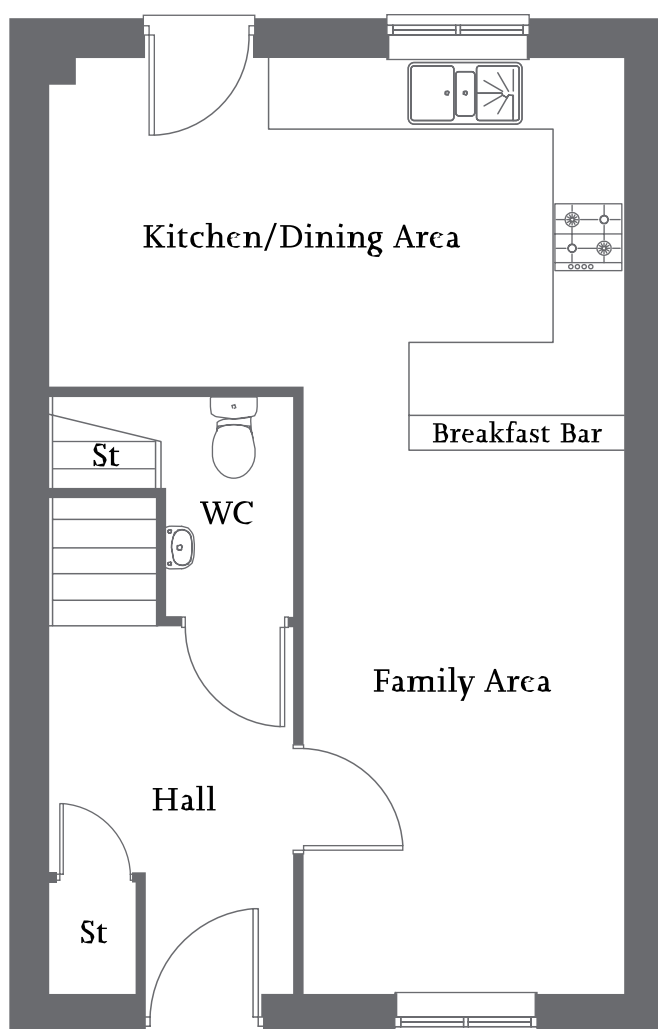 Kitchen/Dining Area
Breakfast Bar
St
WC
Family Area
Hall
St